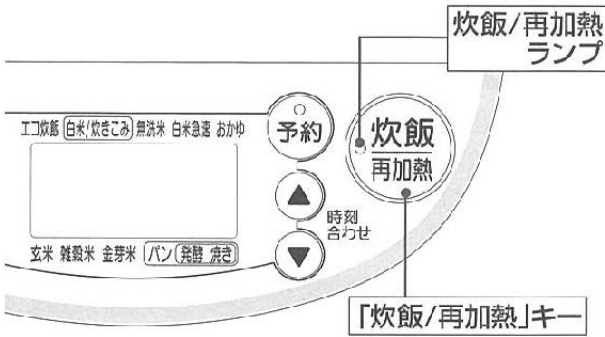 炊飯/再加熱
ランプ
エコ炊飯 白米/炊きこみ 無洗米 白米急速 おかゆ
予約
炊飯
再加熱
時刻
合わせ
玄米 雑穀米 金芽米 パン 発酵 焼き
「炊飯/再加熱」キー